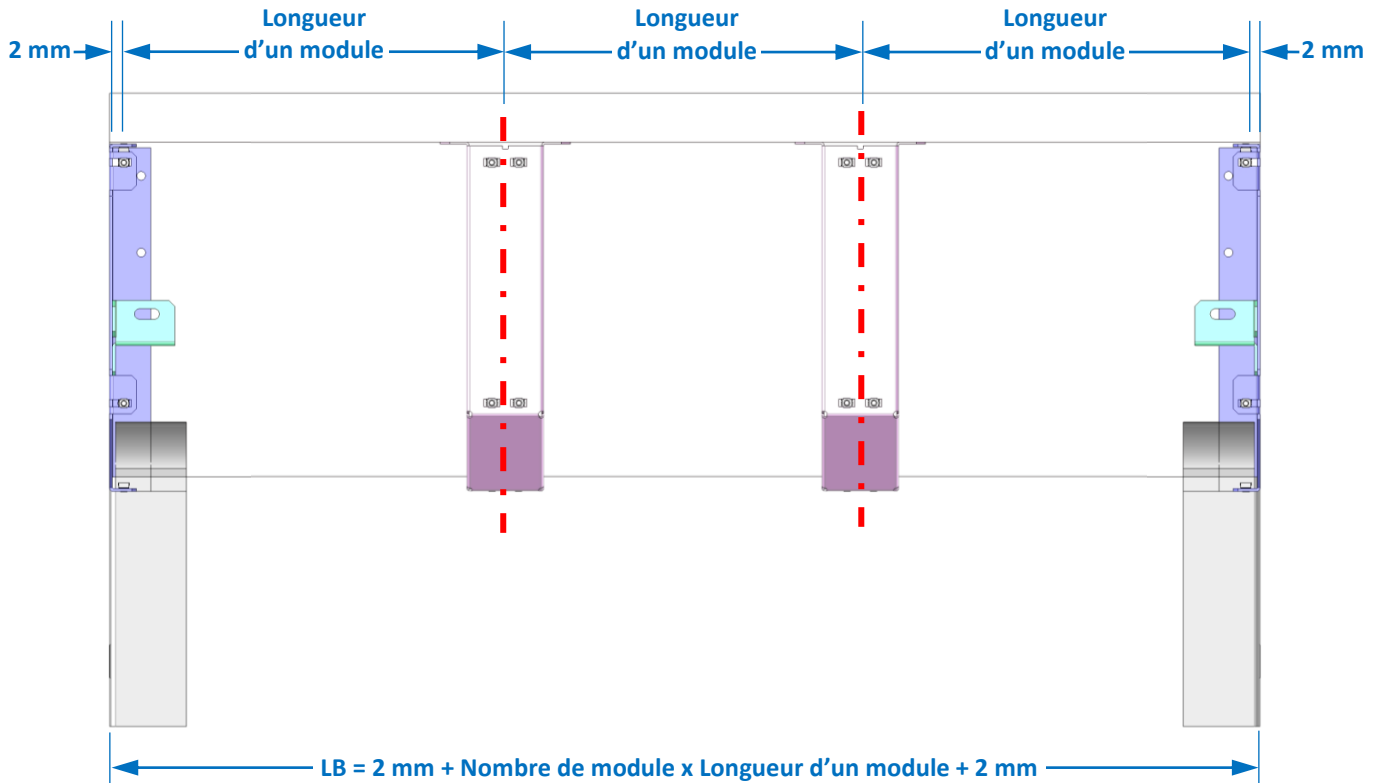 Longueur
d’un module
Longueur
d’un module
Longueur
d’un module
2 mm
2 mm
LB = 2 mm + Nombre de module x Longueur d’un module + 2 mm